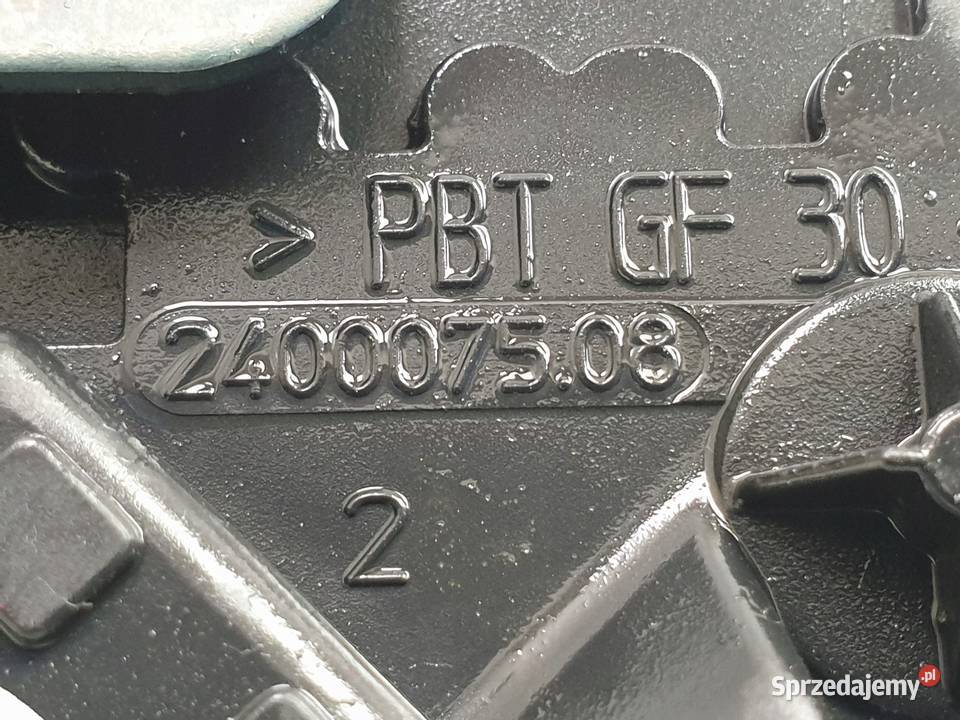 > PBT GF 30
2400075.08
2
Sprzedajemy.pl